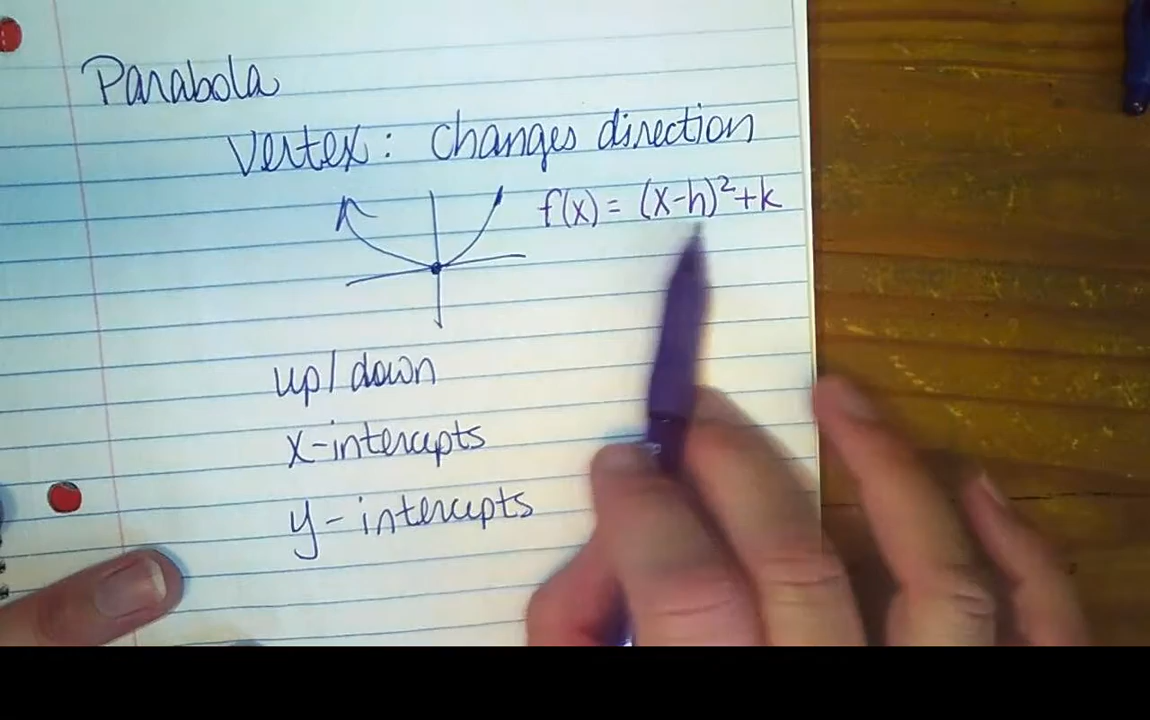 Parabola
Vertex: Changes direction
f(x) = (x-h)²+k
up/down
x-intercepts
y-intercepts